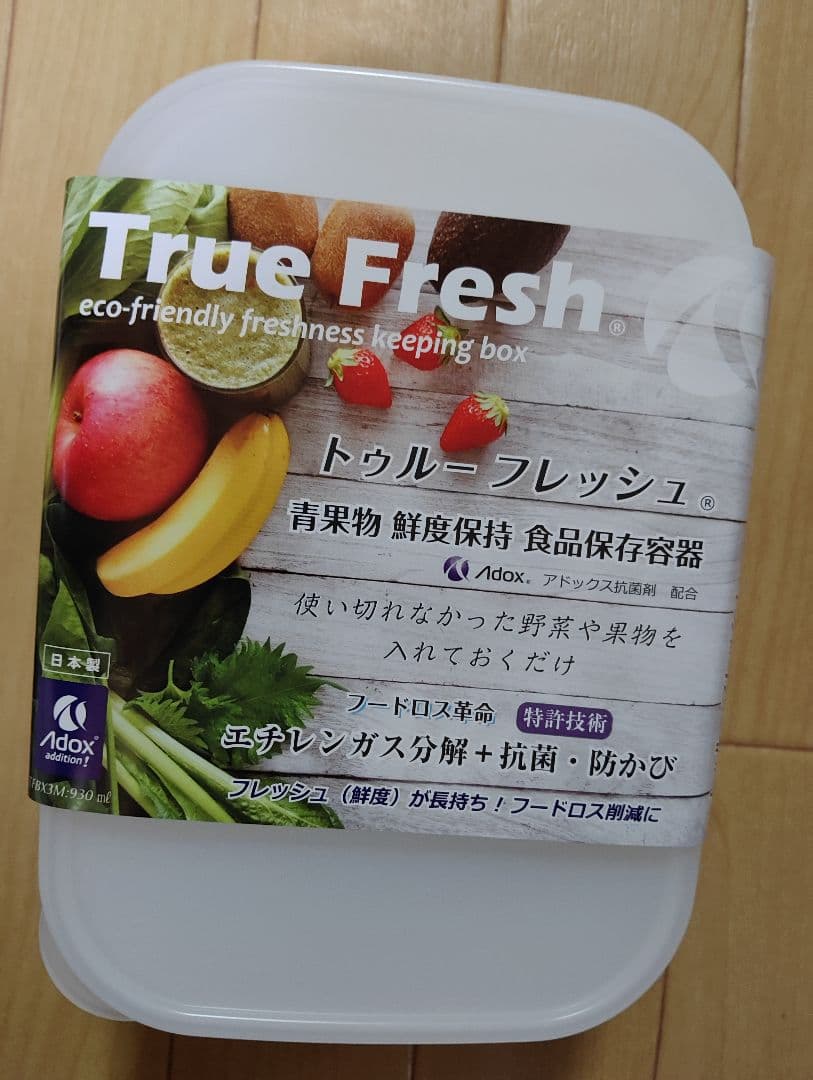 True Fresh®
eco-friendly freshness keeping box
トゥルー フレッシュ®
青果物 鮮度保持 食品保存容器
Adox® アドックス抗菌剤 配合
使い切れなかった野菜や果物を
入れておくだけ
日本製
フードロス革命 特許技術
Adox®
addition!
エチレンガス分解+抗菌・防かび
FBX3M:930 mℓ
フレッシュ(鮮度)が長持ち!フードロス削減に